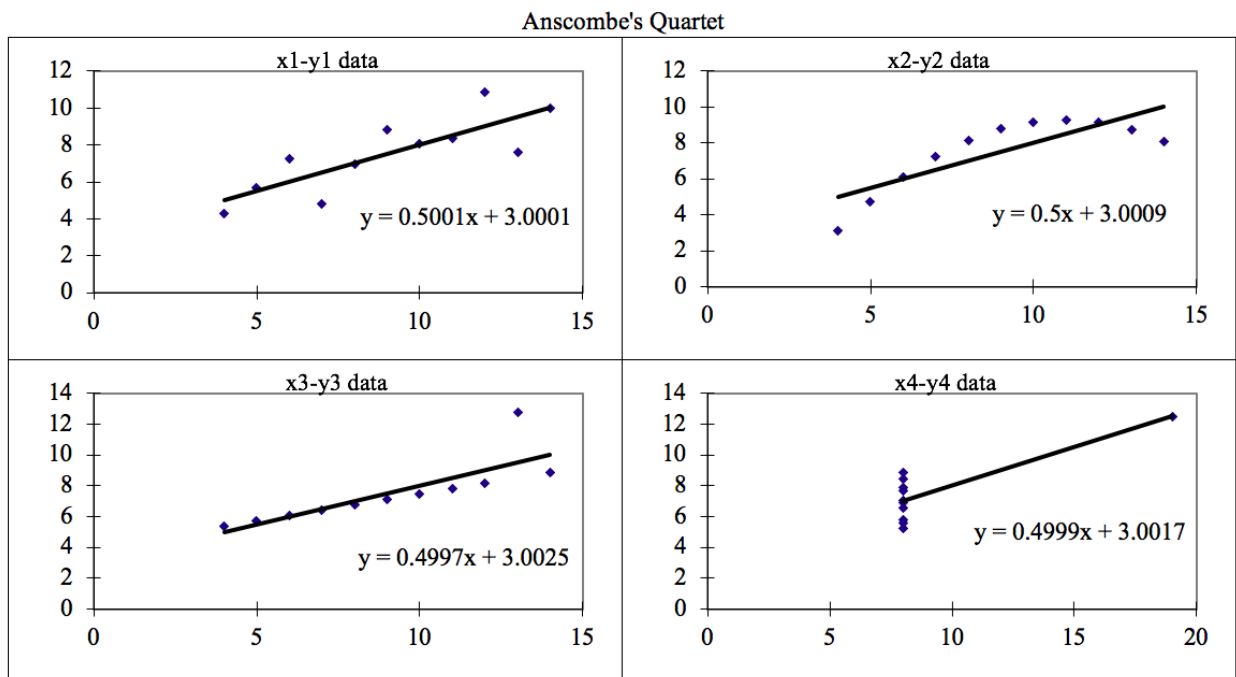 Anscombe's Quartet
x1-y1 data
12
10
8
6
4
2
0
0 5 10 15
y = 0.5001x + 3.0001
x2-y2 data
12
10
8
6
4
2
0
0 5 10 15
y = 0.5x + 3.0009
x3-y3 data
14
12
10
8
6
4
2
0
0 5 10 15
y = 0.4997x + 3.0025
x4-y4 data
14
12
10
8
6
4
2
0
0 5 10 15 20
y = 0.4999x + 3.0017